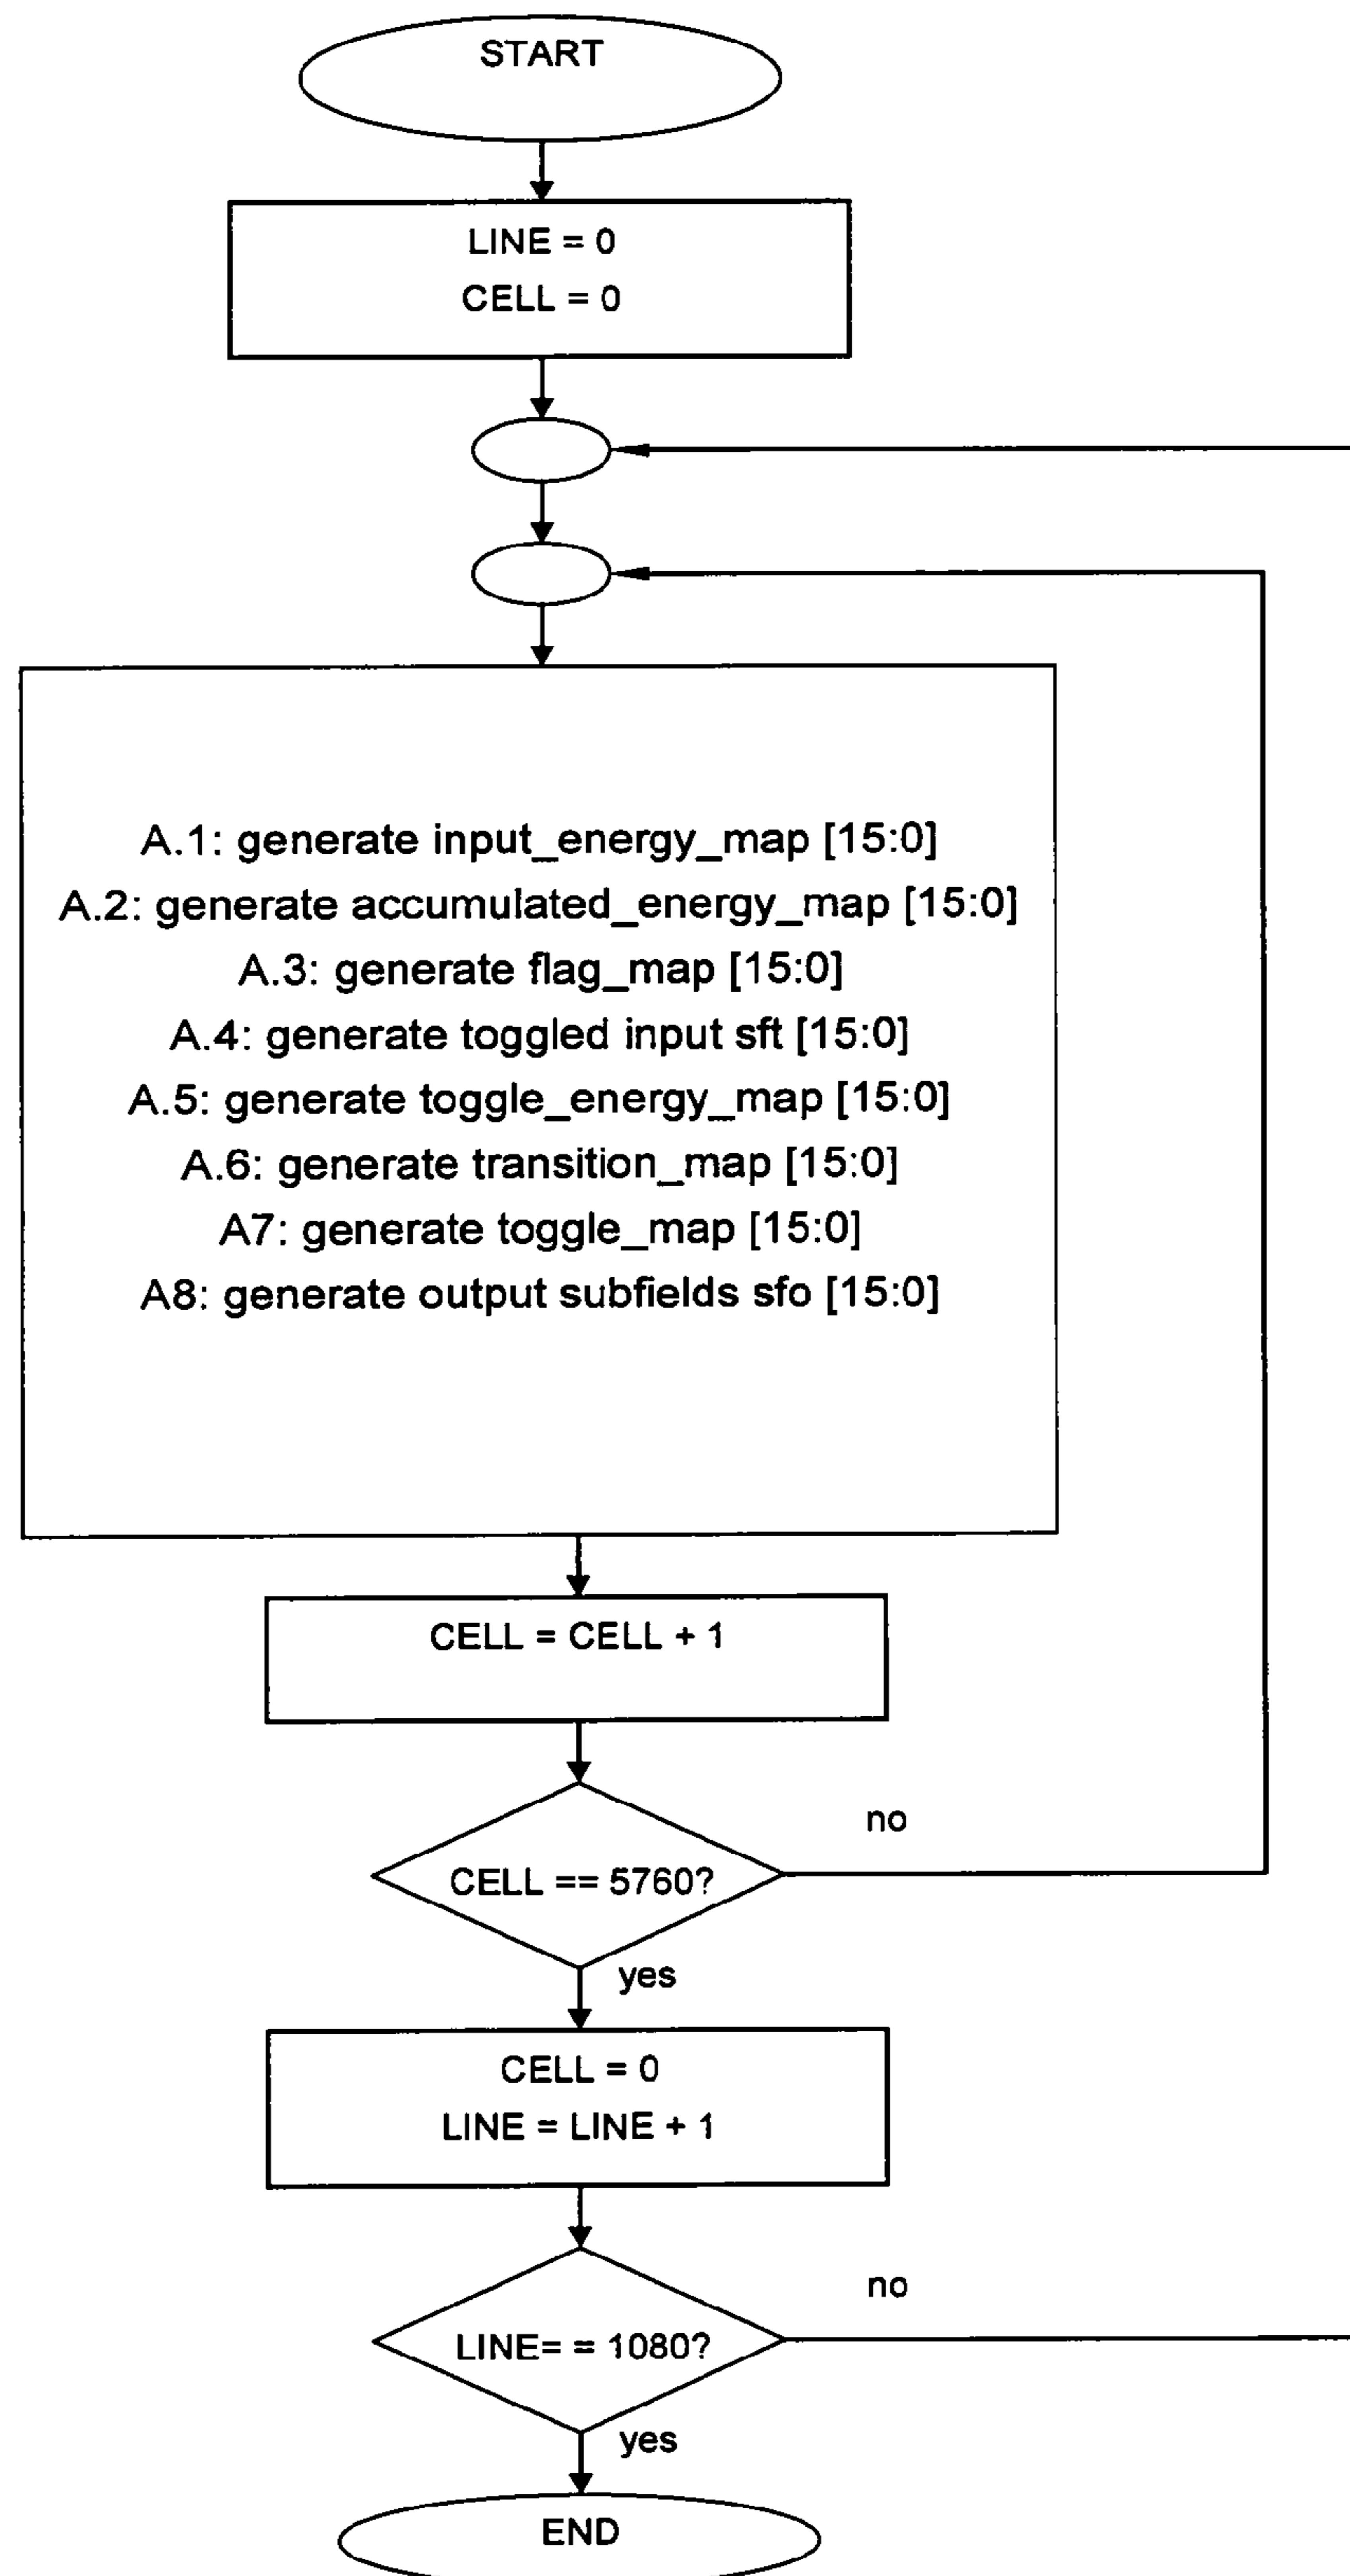 START
LINE = 0
CELL = 0
A.1: generate input_energy_map [15:0]
A.2: generate accumulated_energy_map [15:0]
A.3: generate flag_map [15:0]
A.4: generate toggled input sft [15:0]
A.5: generate toggle_energy_map [15:0]
A.6: generate transition_map [15:0]
A7: generate toggle_map [15:0]
A8: generate output subfields sfo [15:0]
CELL = CELL + 1
no
CELL == 5760?
yes
CELL = 0
LINE = LINE + 1
no
LINE= = 1080?
yes
END